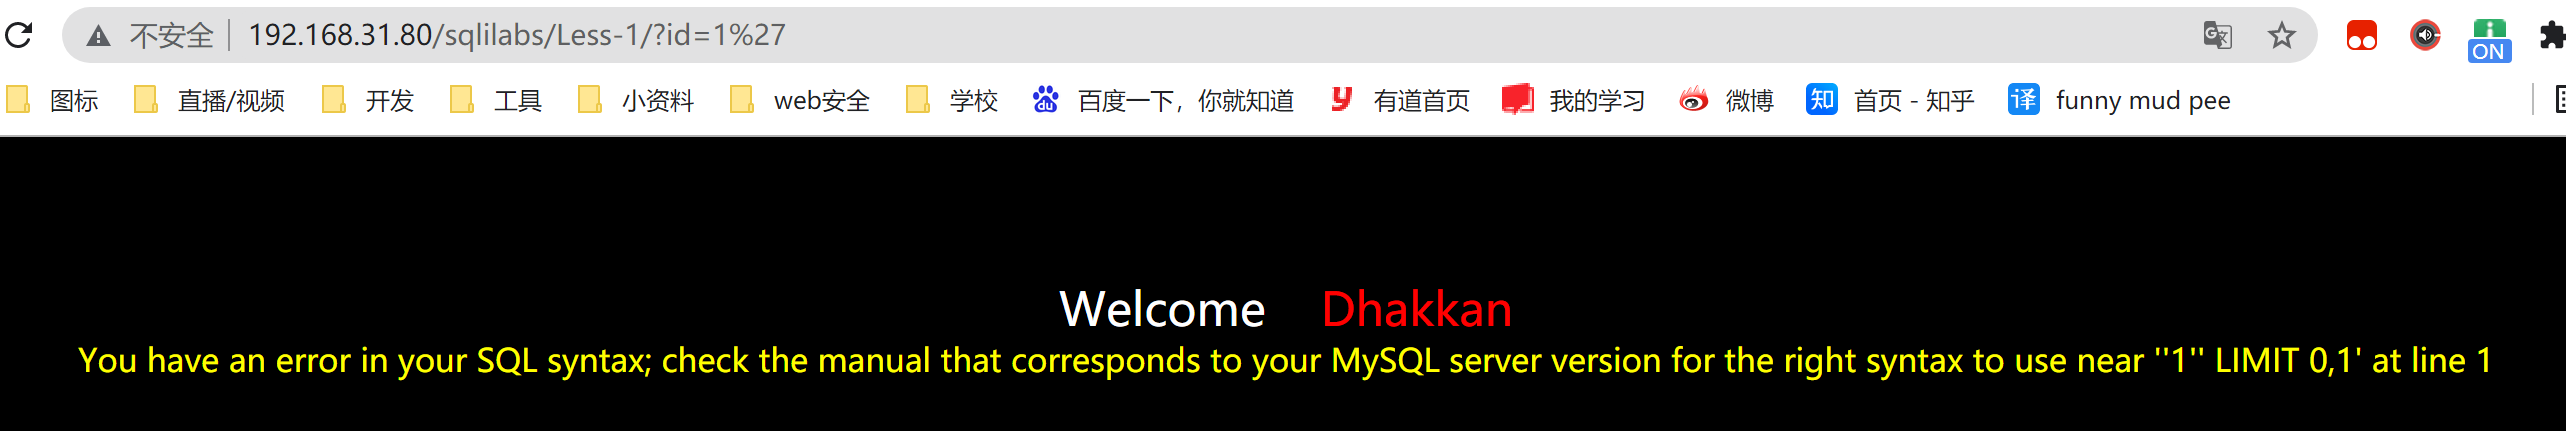 不安全 192.168.31.80/sqlilabs/Less-1/?id=1%27
ON
图标 直播/视频 开发 工具 小资料 web安全 学校 百度一下，你就知道 有道首页 我的学习 微博 首页 - 知乎 funny mud pee
Welcome Dhakkan
You have an error in your SQL syntax; check the manual that corresponds to your MySQL server version for the right syntax to use near ''1'' LIMIT 0,1' at line 1